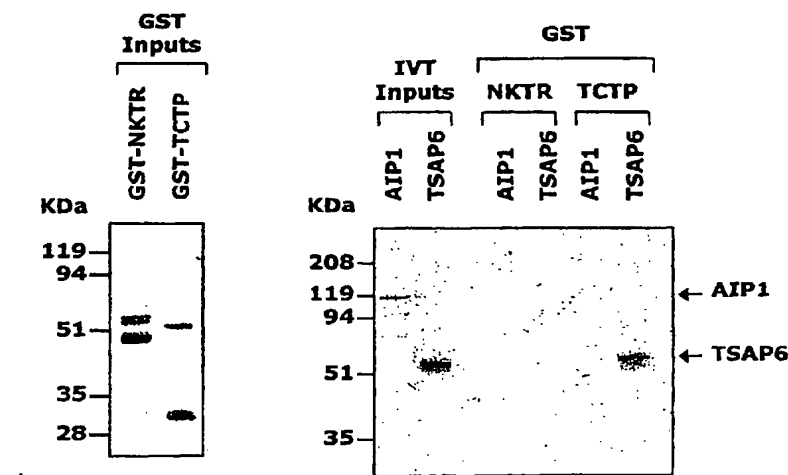 GST
Inputs
GST-NKTR
GST-TCTP
KDa
119
94
51
35
28
GST
IVT
Inputs
NKTR
TCTP
AIP1
TSAP6
AIP1
TSAP6
AIP1
TSAP6
KDa
208
119
94
51
35
AIP1
TSAP6